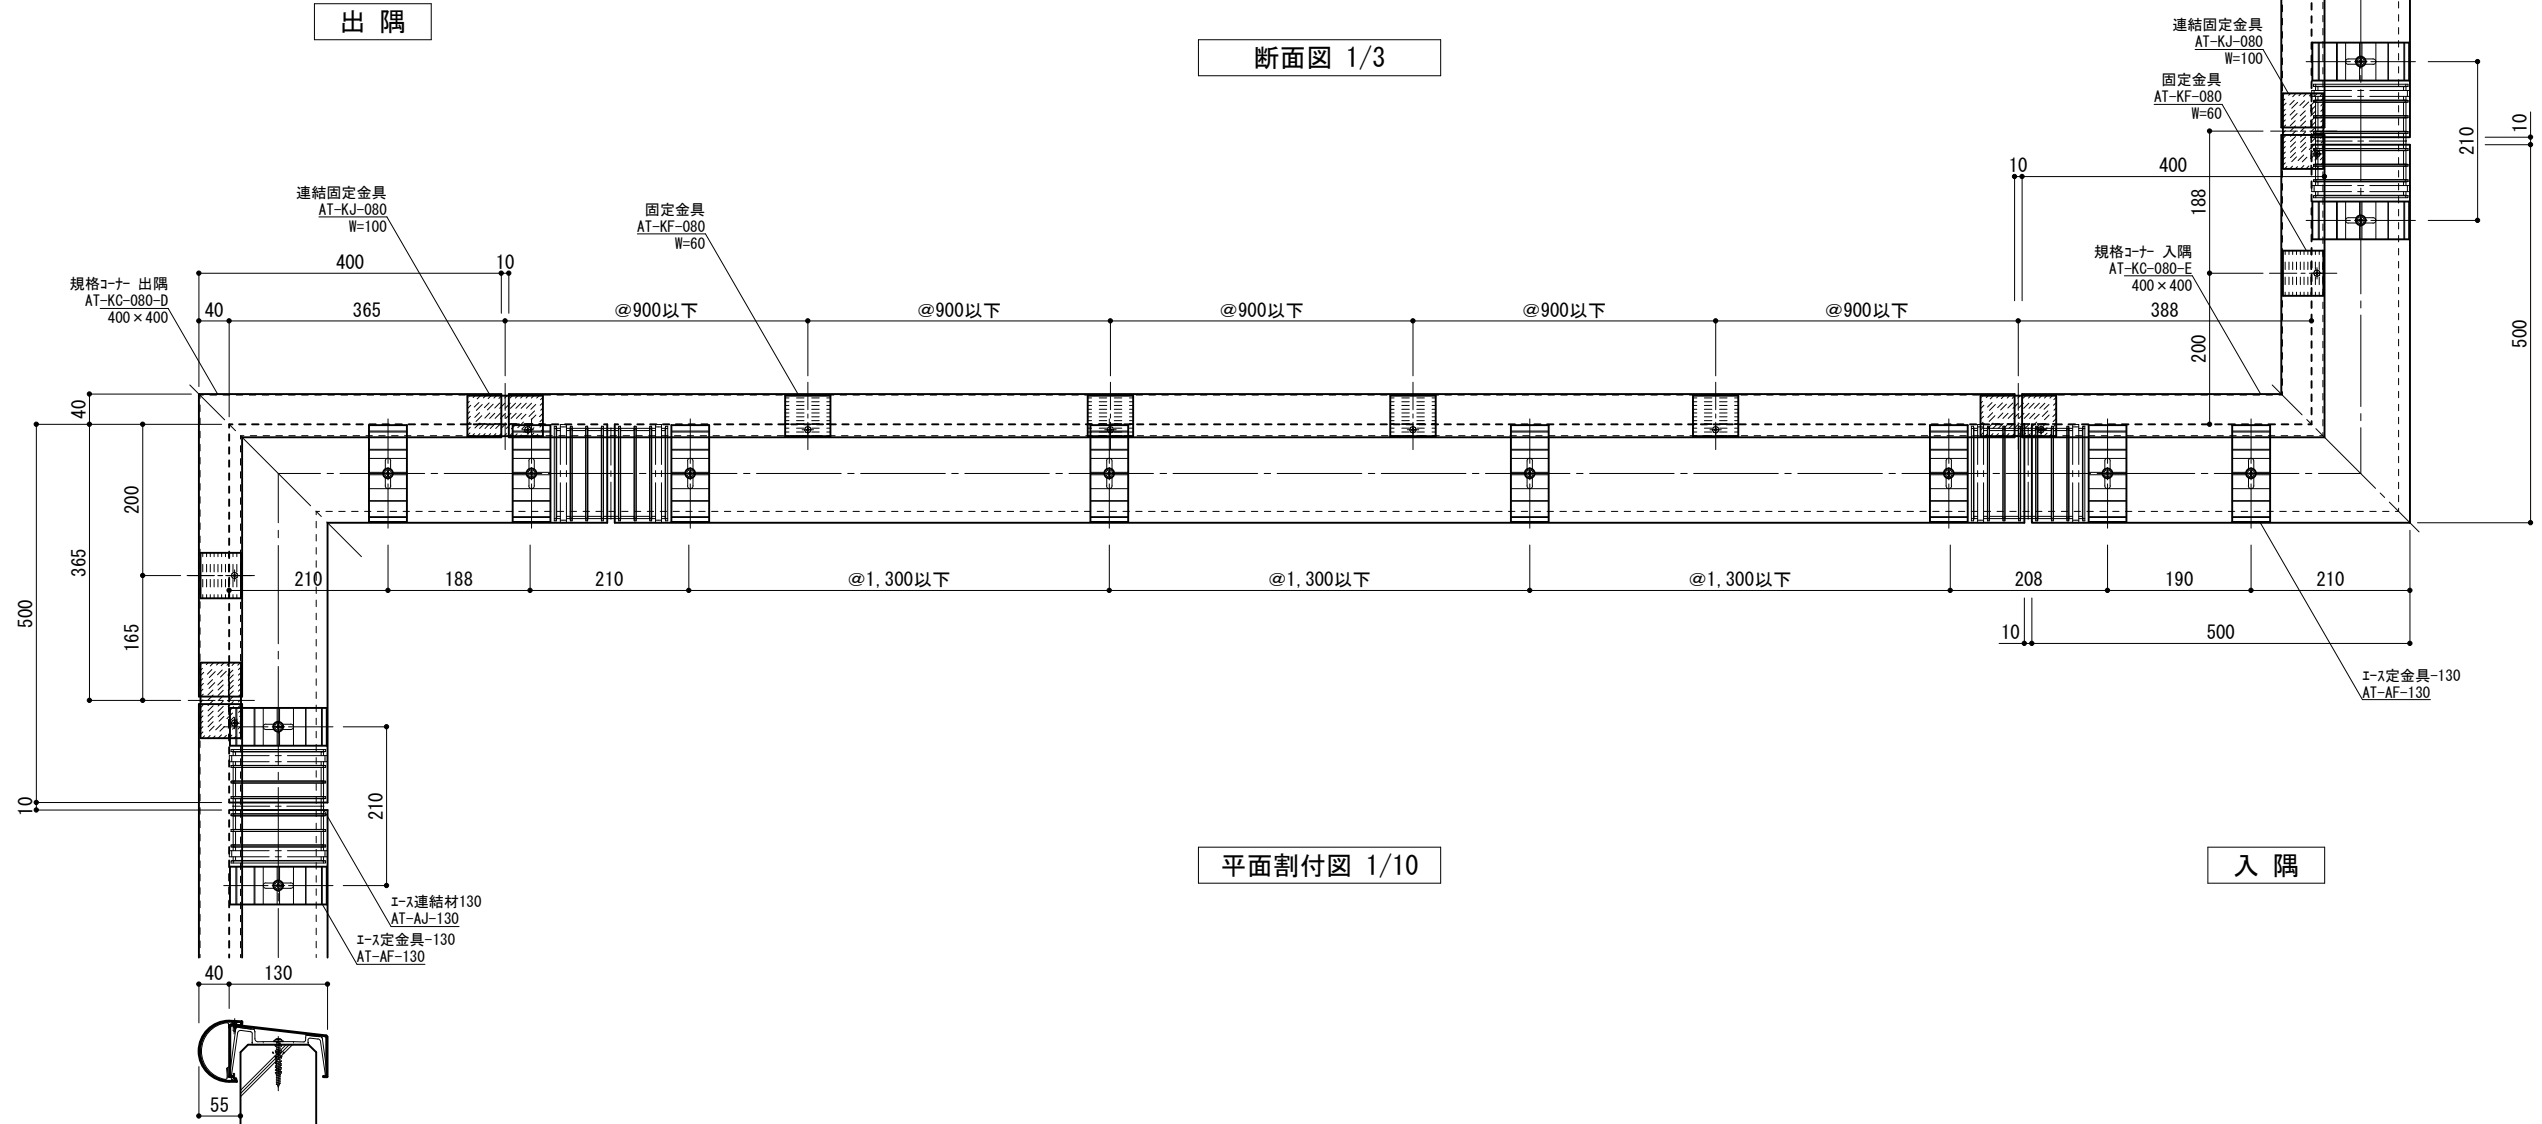 出 隅
断面図 1/3
連結固定金具
AT-KJ-080
W=100
固定金具
AT-KF-080
W=60
210
10
500
10
400
188
200
規格コーナー 入隅
AT-KC-080-E
400×400
388
連結固定金具
AT-KJ-080
W=100
固定金具
AT-KF-080
W=60
規格コーナー 出隅
AT-KC-080-D
400×400
400
10
40
365
@900以下
@900以下
@900以下
@900以下
@900以下
40
200
365
165
500
10
210
188
210
@1,300以下
@1,300以下
@1,300以下
208
190
210
10
500
エース定金具-130
AT-AF-130
210
エース連結材130
AT-AJ-130
エース定金具-130
AT-AF-130
平面割付図 1/10
入 隅
40
130
55